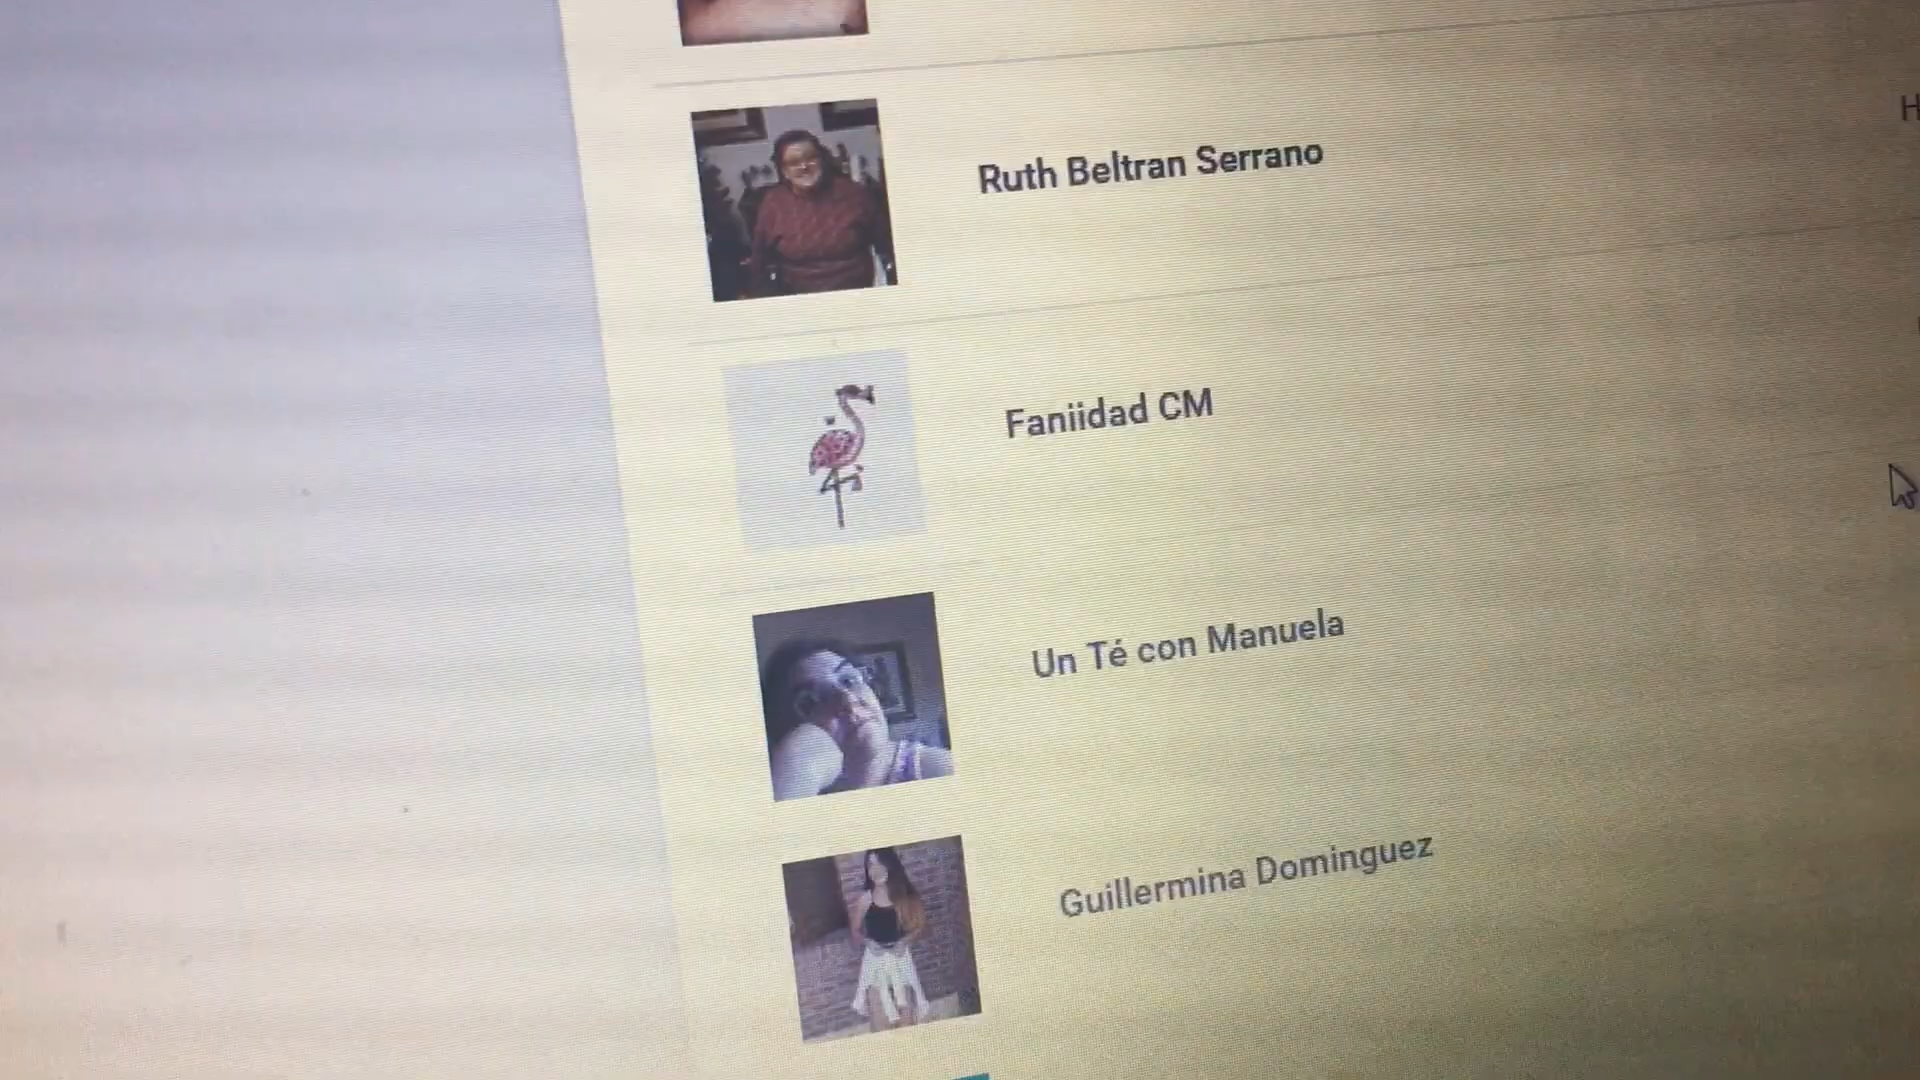 Ruth Beltran Serrano
H
Faniidad CM
Un Té con Manuela
Guillermina Dominguez